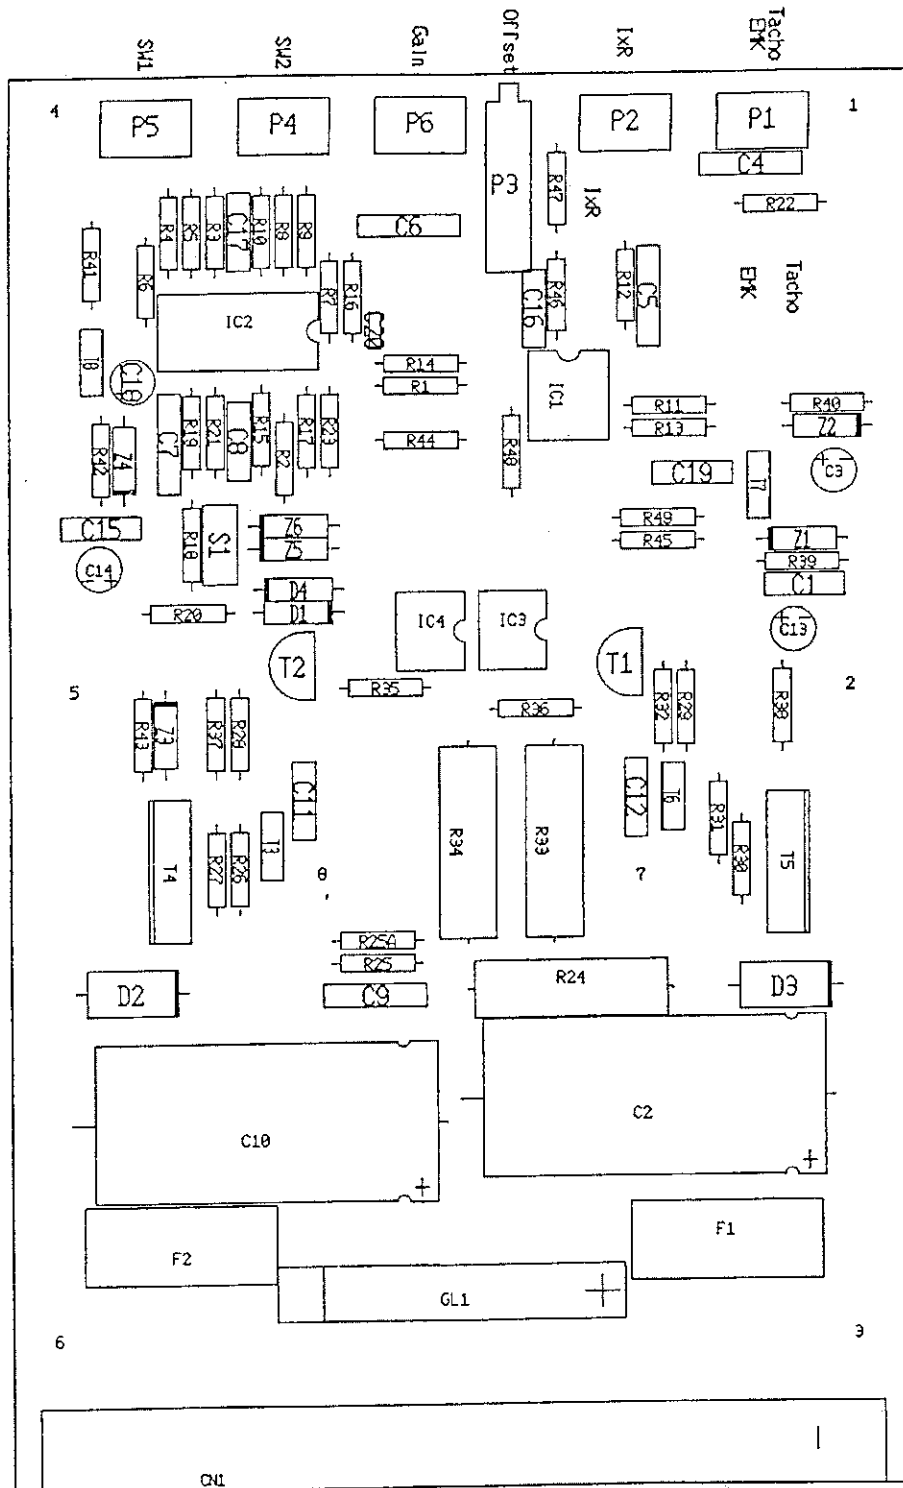 SW1
SW2
Gain
Offset
IxR
Tacho
EMK
4
1
P5
P4
P6
P3
P2
P1
C4
R47
IxR
R22
R4
R5
R3
C17
R10
R8
R9
C6
R41
R6
IC2
R7
R16
C20
C16
R46
R12
C5
EMK
Tacho
T8
C18
R14
R1
IC1
R44
R48
R11
R13
R40
Z2
C3
C19
T7
R42
Z4
C7
R19
R21
C8
R15
R2
R17
R23
C15
C14
R18
S1
Z6
Z5
R49
R45
Z1
R39
C1
D4
D1
R20
IC4
IC3
C13
T2
T1
5
2
R35
R36
R43
Z3
R37
R28
R32
R29
R38
C11
R34
R33
C12
T6
R31
R30
T5
T4
R27
R26
T3
8
7
R25A
R25
R24
D2
C9
D3
C10
+
C2
+
F2
F1
GL1
+
6
3
CN1